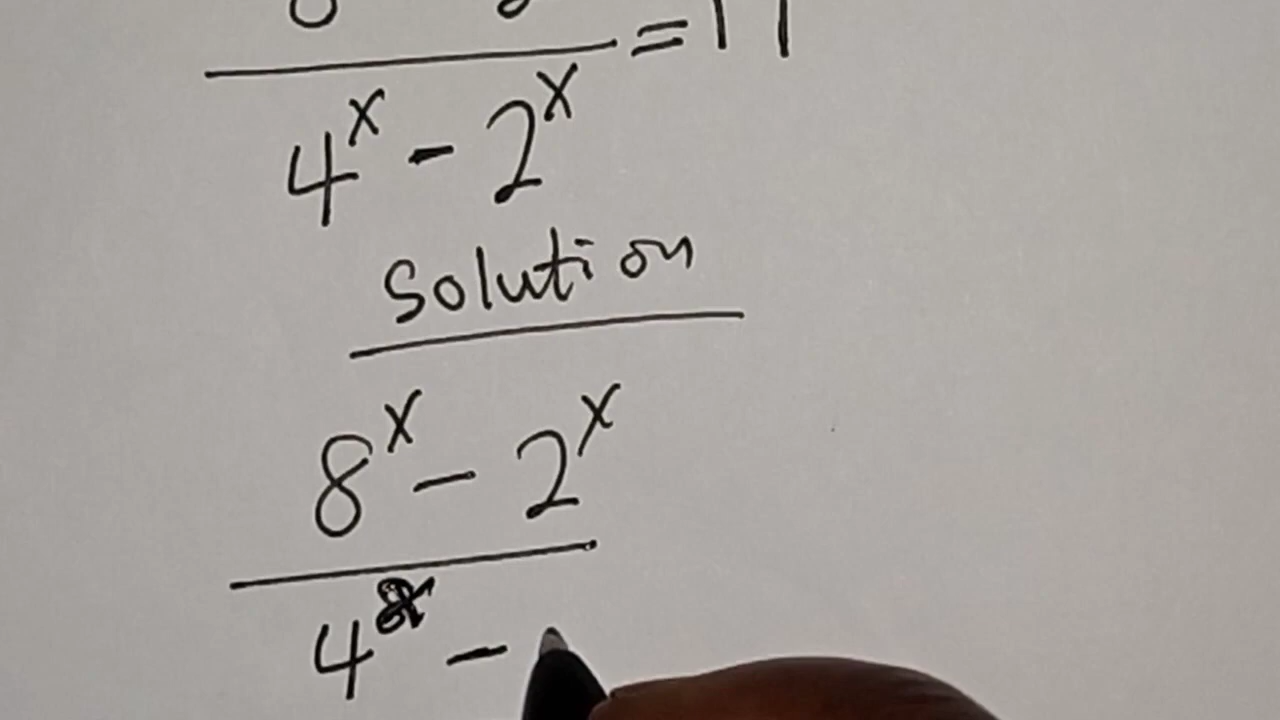 = 11
4^x - 2^x
Solution
8^x - 2^x
4^x -